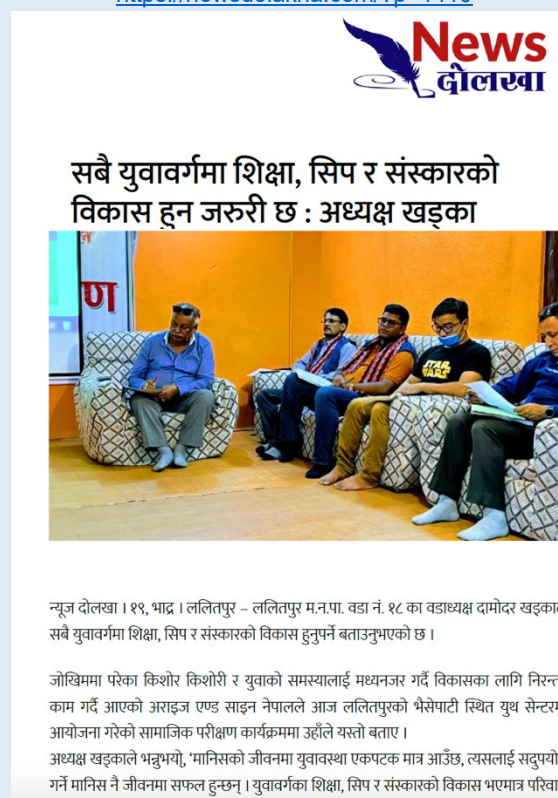 News
दोलखा
सबै युवावर्गमा शिक्षा, सिप र संस्कारको
विकास हुन जरुरी छ : अध्यक्ष खड्का
ण
STAR
WARS
न्यूज दोलखा । १९, भाद्र । ललितपुर – ललितपुर म.न.पा. वडा नं. १८ का वडाध्यक्ष दामोदर
सबै युवावर्गमा शिक्षा, सिप र संस्कारको विकास हुनुपर्ने बताउनुभएको छ ।
जोखिममा परेका किशोर किशोरी र युवाको समस्यालाई मध्यनजर गर्दै विकासका लागि
काम गर्दै आएको अराइज एण्ड साइन नेपालले आज ललितपुरको भैसेपाटी स्थित युथ
आयोजना गरेको सामाजिक परीक्षण कार्यक्रममा उहाँले यस्तो बताए ।
अध्यक्ष खड्काले भन्नुभयो, ‘मानिसको जीवनमा युवावस्था एकपटक मात्र आउँछ, त्यसलाई
गर्ने मानिस नै जीवनमा सफल हुन्छन् । युवावर्गका शिक्षा, सिप र संस्कारको विकास भएमात्र